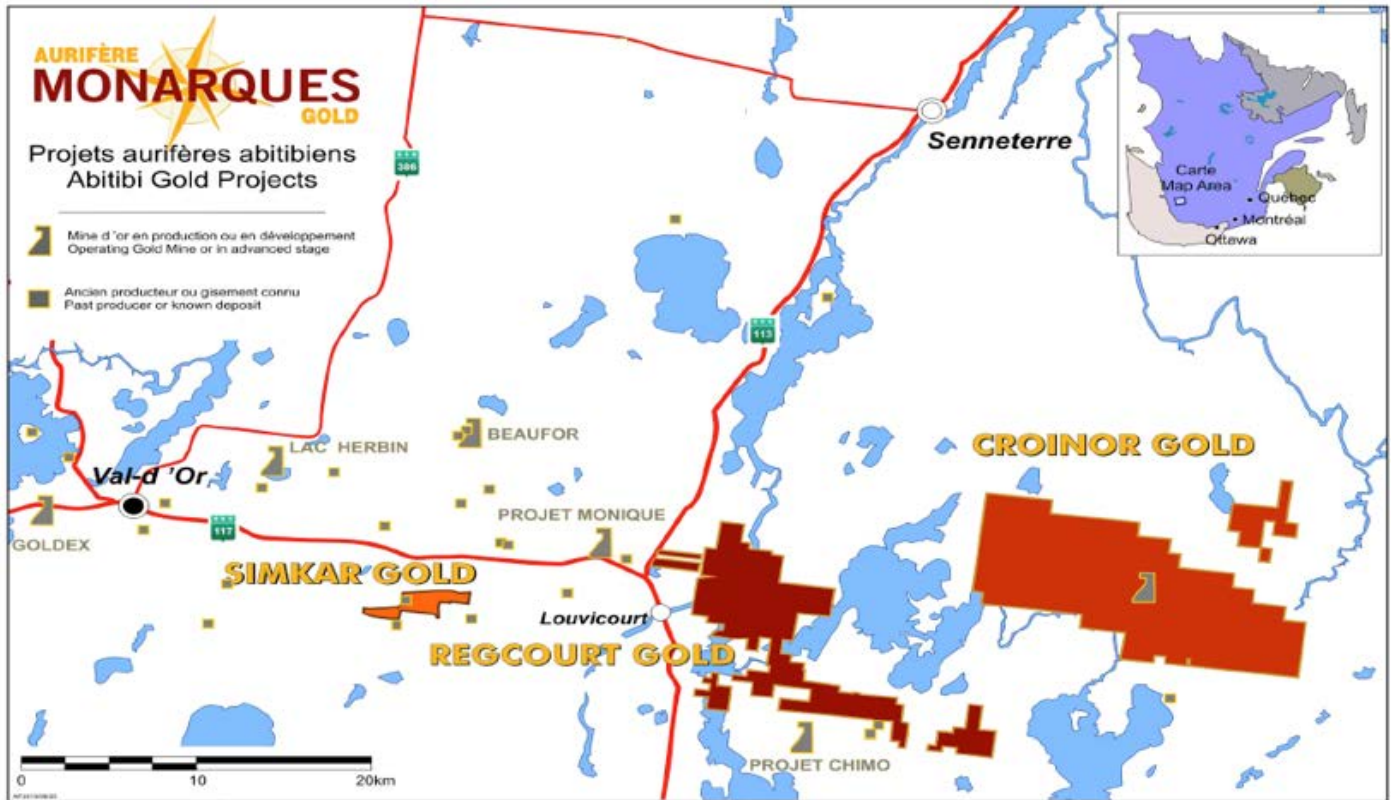 AURIFÈRE
MONARQUES
GOLD
Projets aurifères abitibiens
Abitibi Gold Projects
Mine d 'or en production ou en développement
Operating Gold Mine or in advanced stage
Ancien producteur ou gisement connu
Past producer or known deposit
386
Senneterre
Carte
Map Area
Québec
Montréal
Ottawa
113
LAC HERBIN
BEAUFOR
CROINOR GOLD
Val-d 'Or
PROJET MONIQUE
117
GOLDEX
SIMKAR GOLD
Louvicourt
REGCOURT GOLD
PROJET CHIMO
0
10
20km